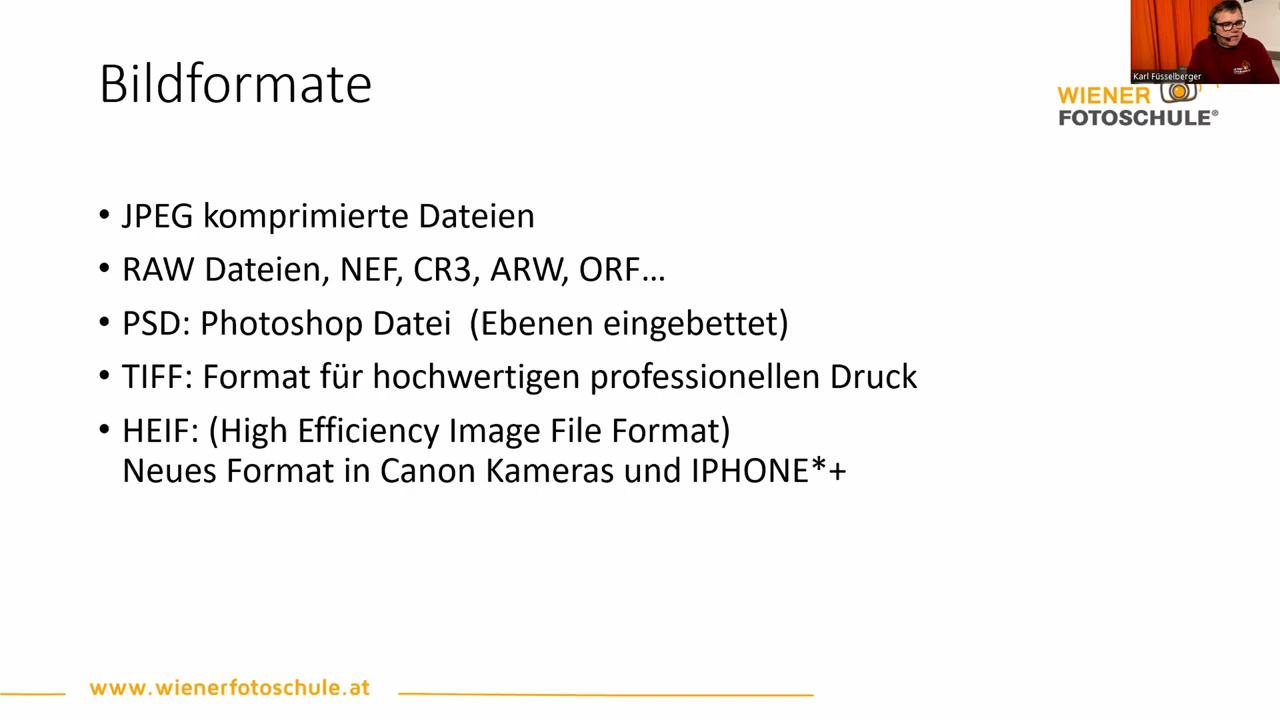 Karl Füsselberger
WIENER
FOTOSCHULE®
Bildformate
• JPEG komprimierte Dateien
• RAW Dateien, NEF, CR3, ARW, ORF…
• PSD: Photoshop Datei  (Ebenen eingebettet)
• TIFF: Format für hochwertigen professionellen Druck
• HEIF: (High Efficiency Image File Format)
Neues Format in Canon Kameras und IPHONE*+
www.wienerfotoschule.at